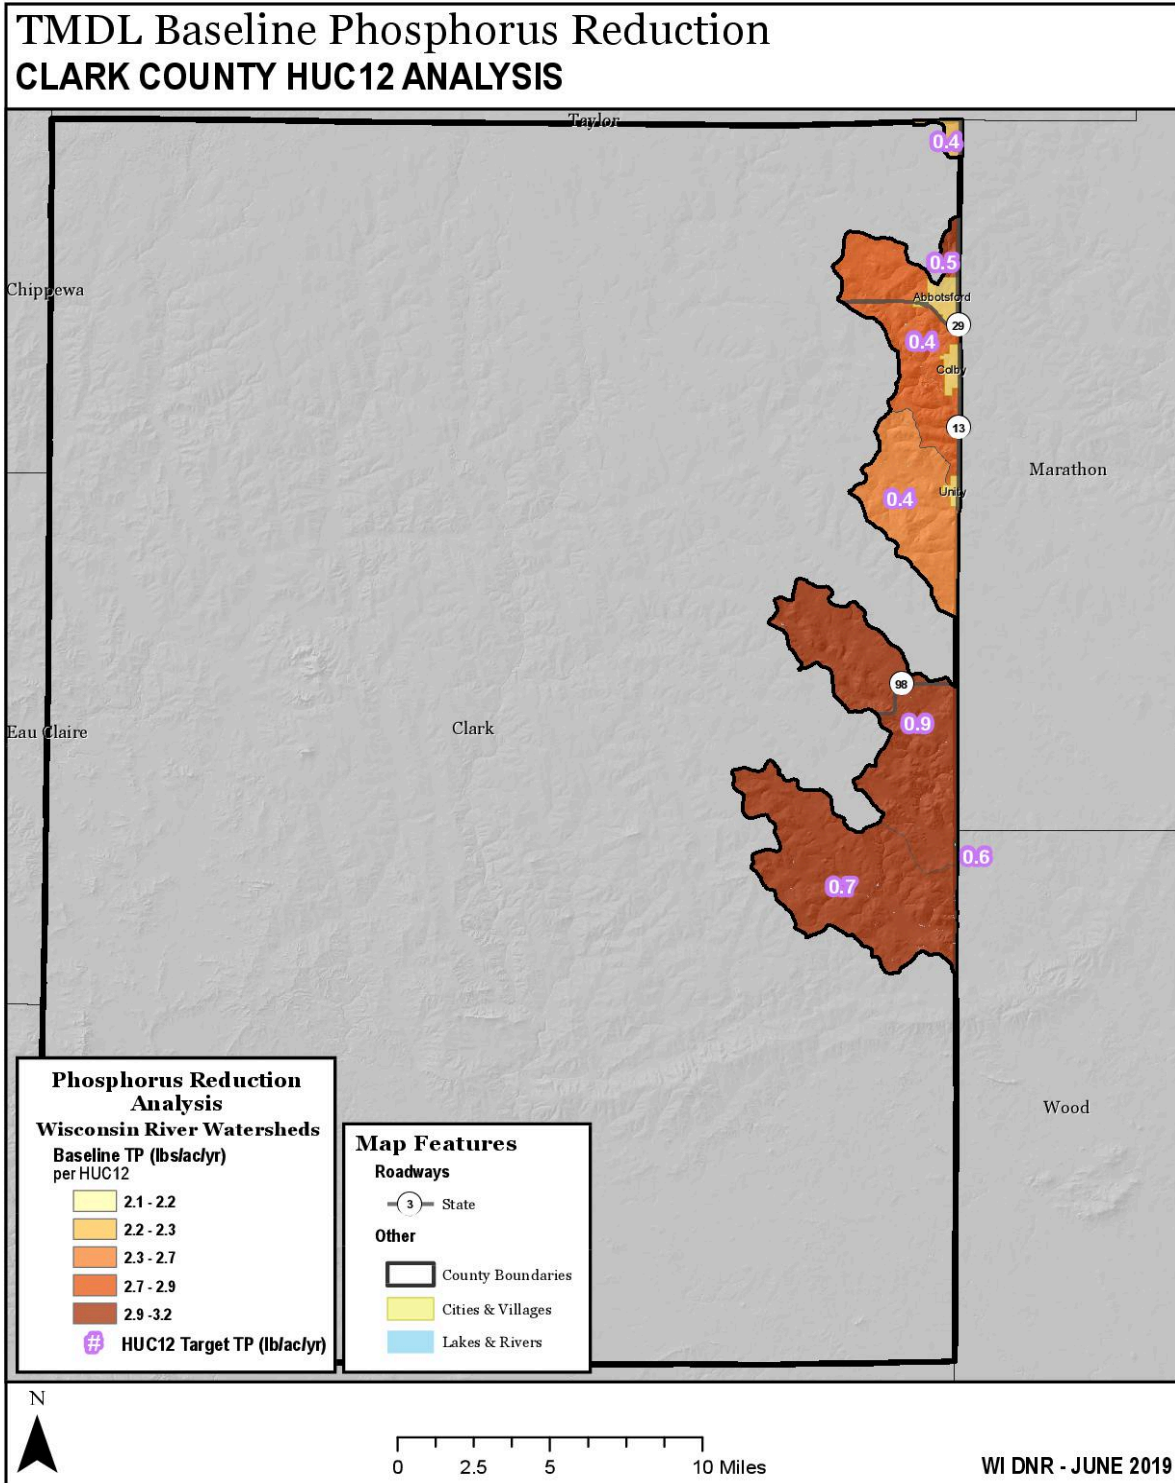 TMDL Baseline Phosphorus Reduction
CLARK COUNTY HUC12 ANALYSIS
Taylor
0.4
0.5
Chippewa
Abbotsford
29
0.4
Colby
13
Marathon
0.4
Unity
98
0.9
Eau Claire
Clark
0.6
0.7
Wood
Phosphorus Reduction
Analysis
Wisconsin River Watersheds
Baseline TP (lbs/ac/yr)
per HUC12
2.1 - 2.2
2.2 - 2.3
2.3 - 2.7
2.7 - 2.9
2.9 -3.2
# HUC12 Target TP (lb/ac/yr)
Map Features
Roadways
3 State
Other
County Boundaries
Cities & Villages
Lakes & Rivers
N
0 2.5 5 10 Miles
WI DNR - JUNE 2019